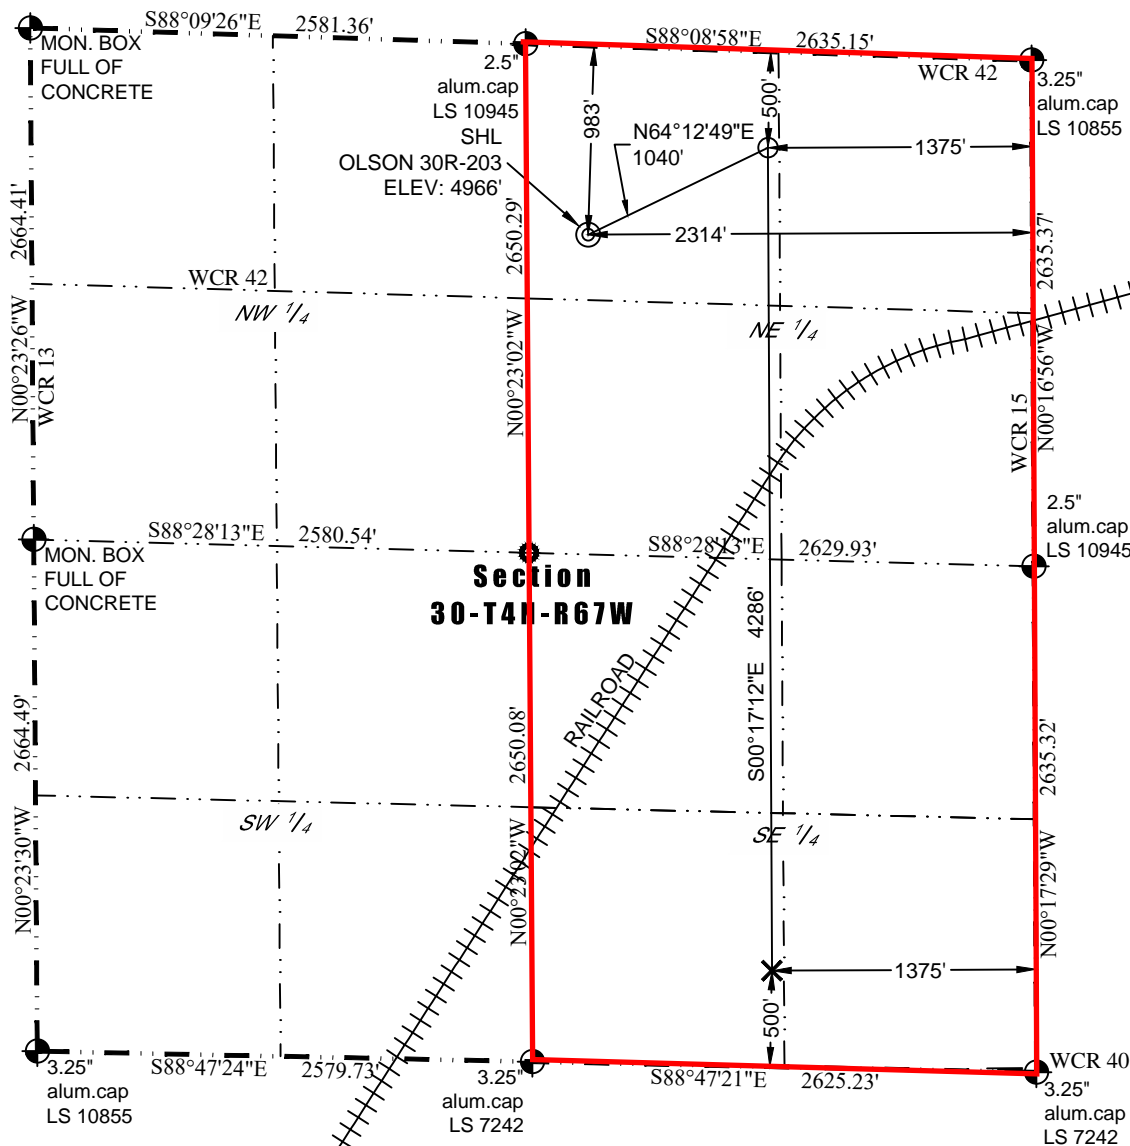 S88°09'26"E 2581.36'
S88°08'58"E 2635.15'
MON. BOX
FULL OF
CONCRETE
2.5"
alum.cap
LS 10945
WCR 42
3.25"
alum.cap
LS 10855
SHL
OLSON 30R-203
ELEV: 4966'
983'
N64°12'49"E
1040'
500'
1375'
2314'
2664.41'
2650.29'
2635.37'
WCR 42
NW 1/4
NE 1/4
N00°23'26"W
WCR 13
N00°23'02"W
WCR 15
N00°16'56"W
S88°28'13"E 2580.54'
S88°28'13"E 2629.93'
MON. BOX
FULL OF
CONCRETE
2.5"
alum.cap
LS 10945
Section
30-T4N-R67W
S00°17'12"E 4286'
RAILROAD
2664.49'
2650.08'
2635.32'
SW 1/4
SE 1/4
N00°23'30"W
N00°23'02"W
N00°17'29"W
1375'
500'
S88°47'24"E 2579.73'
S88°47'21"E 2625.23'
WCR 40
3.25"
alum.cap
LS 10855
3.25"
alum.cap
LS 7242
3.25"
alum.cap
LS 7242